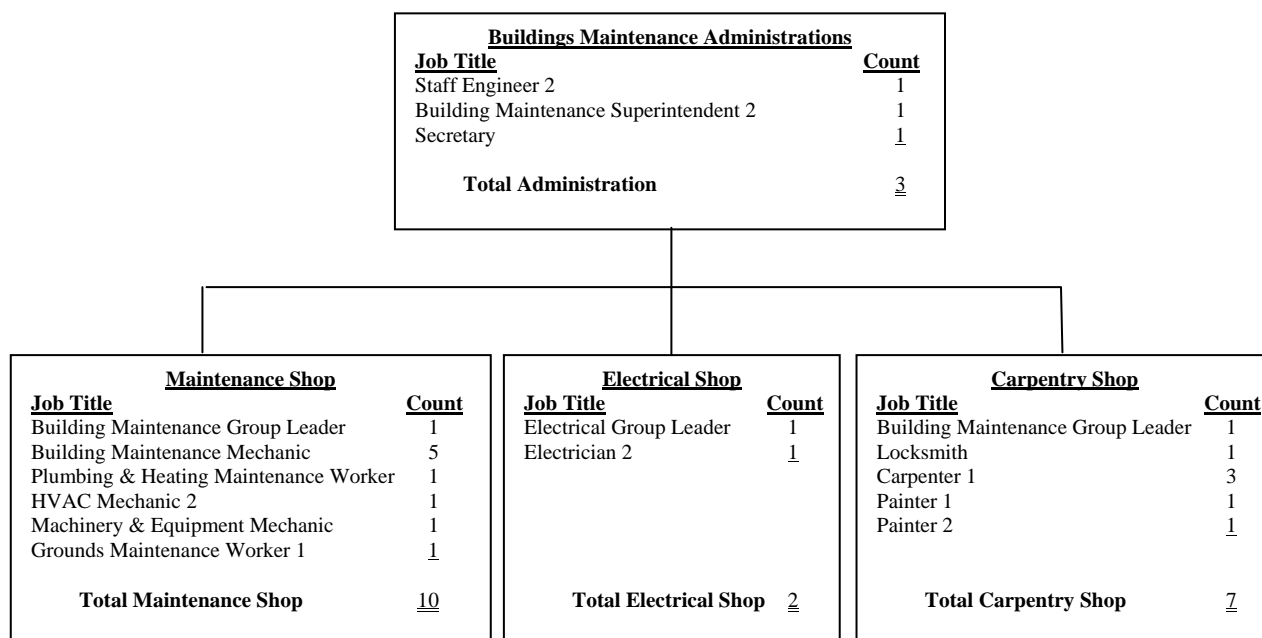 Buildings Maintenance Administrations
Job Title Count
Staff Engineer 2 1
Building Maintenance Superintendent 2 1
Secretary 1
Total Administration 3
Maintenance Shop
Job Title Count
Building Maintenance Group Leader 1
Building Maintenance Mechanic 5
Plumbing & Heating Maintenance Worker 1
HVAC Mechanic 2 1
Machinery & Equipment Mechanic 1
Grounds Maintenance Worker 1 1
Total Maintenance Shop 10
Electrical Shop
Job Title Count
Electrical Group Leader 1
Electrician 2 1
Total Electrical Shop 2
Carpentry Shop
Job Title Count
Building Maintenance Group Leader 1
Locksmith 1
Carpenter 1 3
Painter 1 1
Painter 2 1
Total Carpentry Shop 7